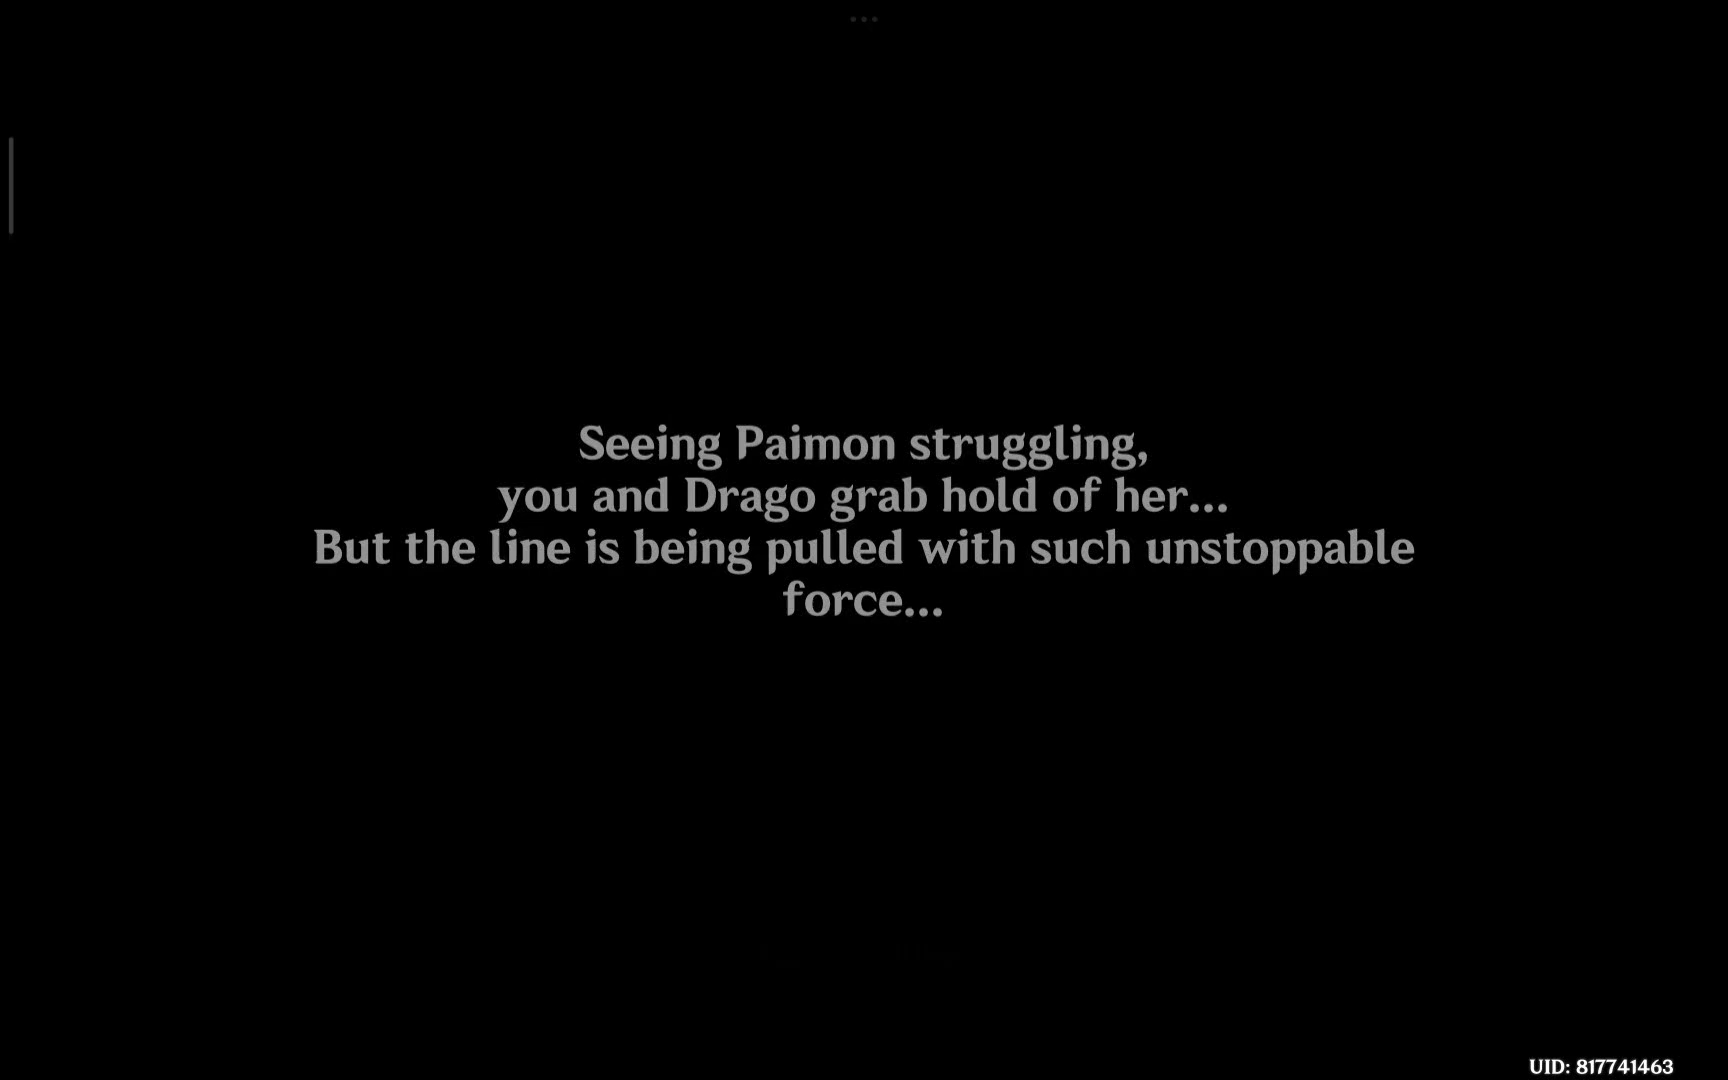 Seeing Paimon struggling,
you and Drago grab hold of her...
But the line is being pulled with such unstoppable
force...
UID: 817741463